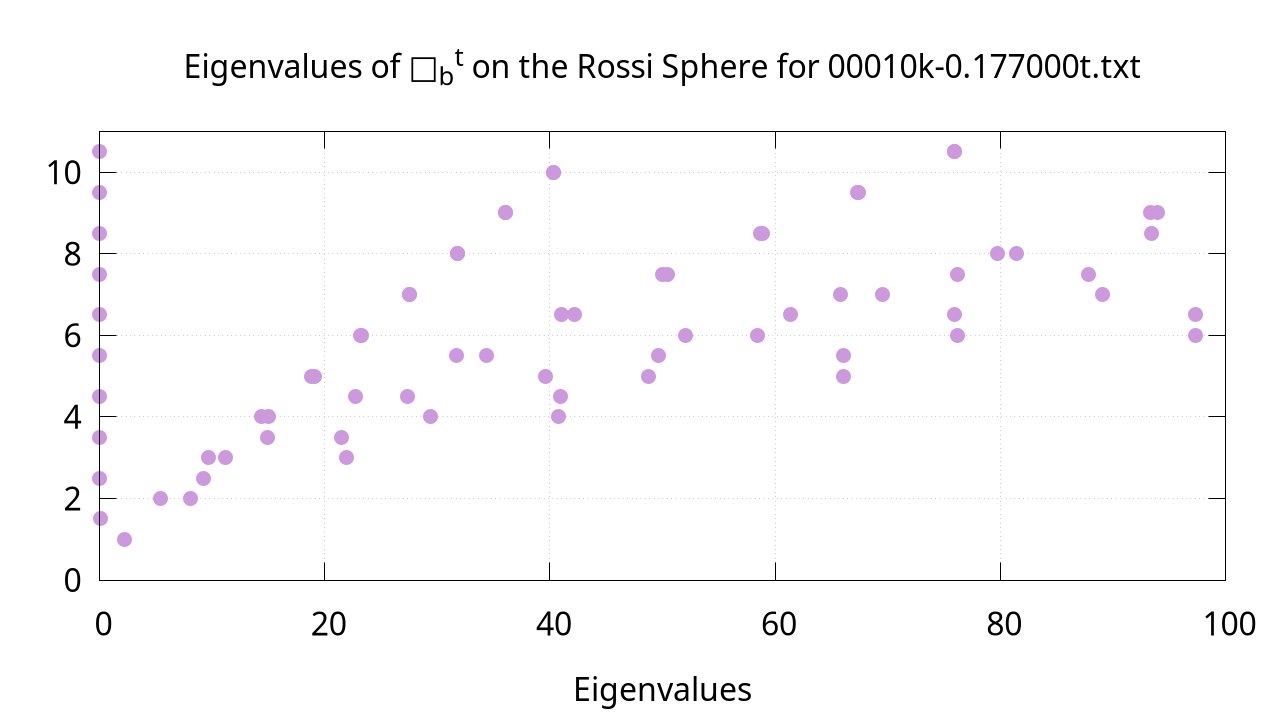 Eigenvalues of □bt on the Rossi Sphere for 00010k-0.177000t.txt
10
8
6
4
2
0
0 20 40 60 80 100
Eigenvalues